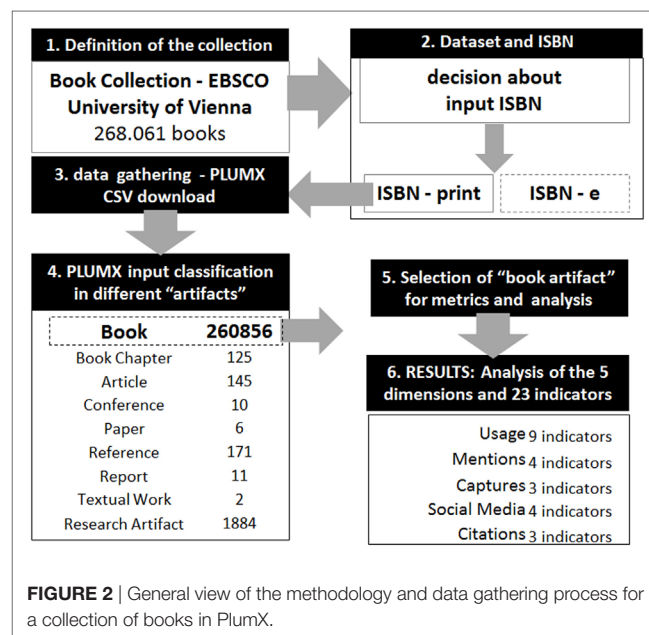 1. Definition of the collection
Book Collection - EBSCO
University of Vienna
268.061 books
2. Dataset and ISBN
decision about
input ISBN
ISBN - print
ISBN - e
3. data gathering - PLUMX
CSV download
4. PLUMX input classification
in different “artifacts”
Book 260856
Book Chapter 125
Article 145
Conference 10
Paper 6
Reference 171
Report 11
Textual Work 2
Research Artifact 1884
5. Selection of “book artifact”
for metrics and analysis
6. RESULTS: Analysis of the 5
dimensions and 23 indicators
Usage 9 indicators
Mentions 4 indicators
Captures 3 indicators
Social Media 4 indicators
Citations 3 indicators
FIGURE 2 | General view of the methodology and data gathering process for
a collection of books in PlumX.